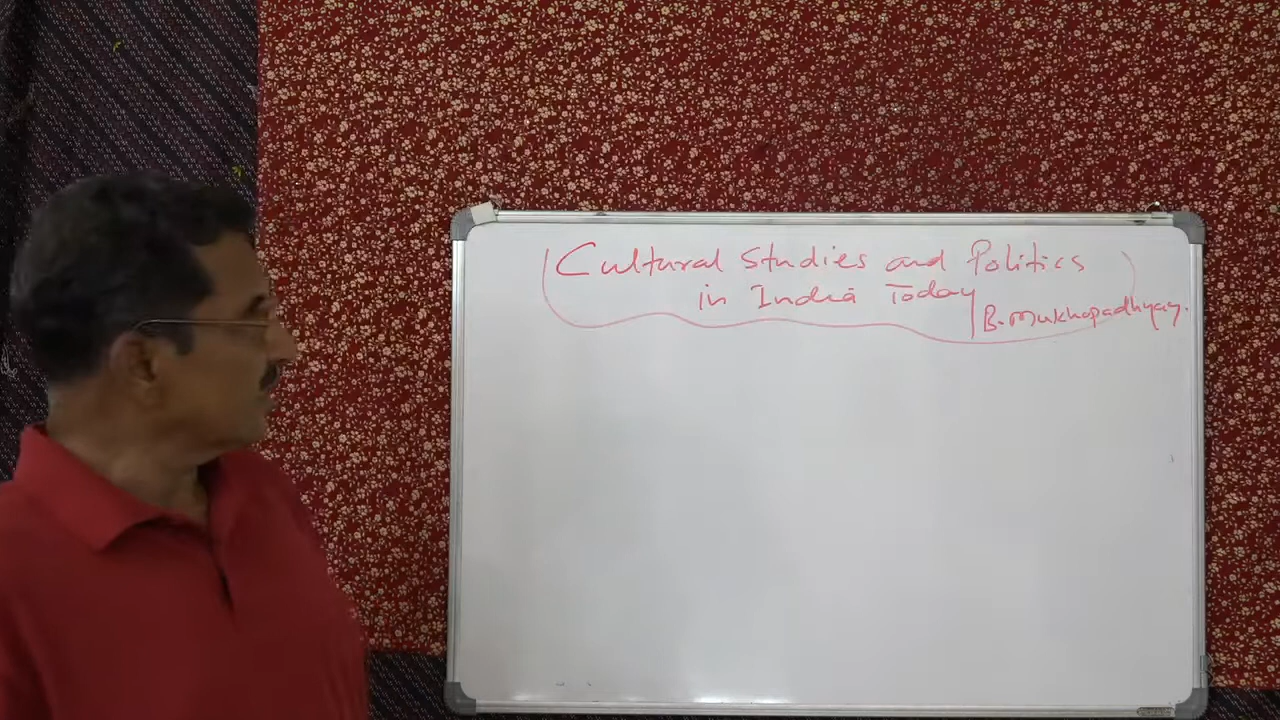 Cultural Studies and Politics
in India Today
B. Mukhopadhyay.